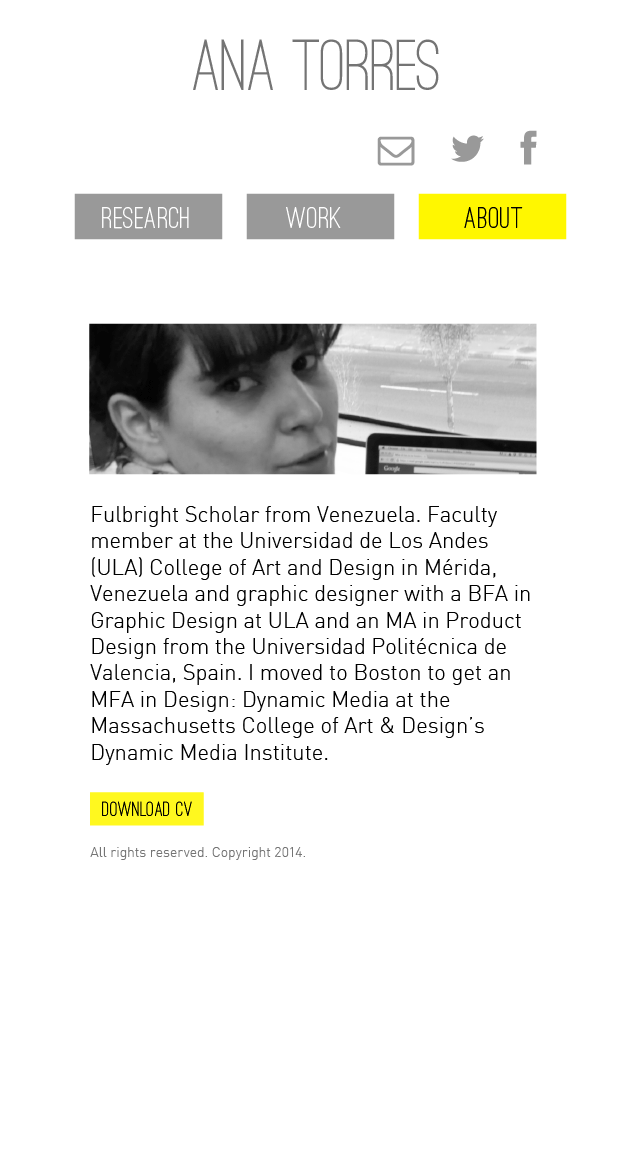 ANA TORRES
RESEARCH
WORK
ABOUT
Google
Fulbright Scholar from Venezuela. Faculty
member at the Universidad de Los Andes
(ULA) College of Art and Design in Mérida,
Venezuela and graphic designer with a BFA in
Graphic Design at ULA and an MA in Product
Design from the Universidad Politécnica de
Valencia, Spain. I moved to Boston to get an
MFA in Design: Dynamic Media at the
Massachusetts College of Art & Design’s
Dynamic Media Institute.
DOWNLOAD CV
All rights reserved. Copyright 2014.